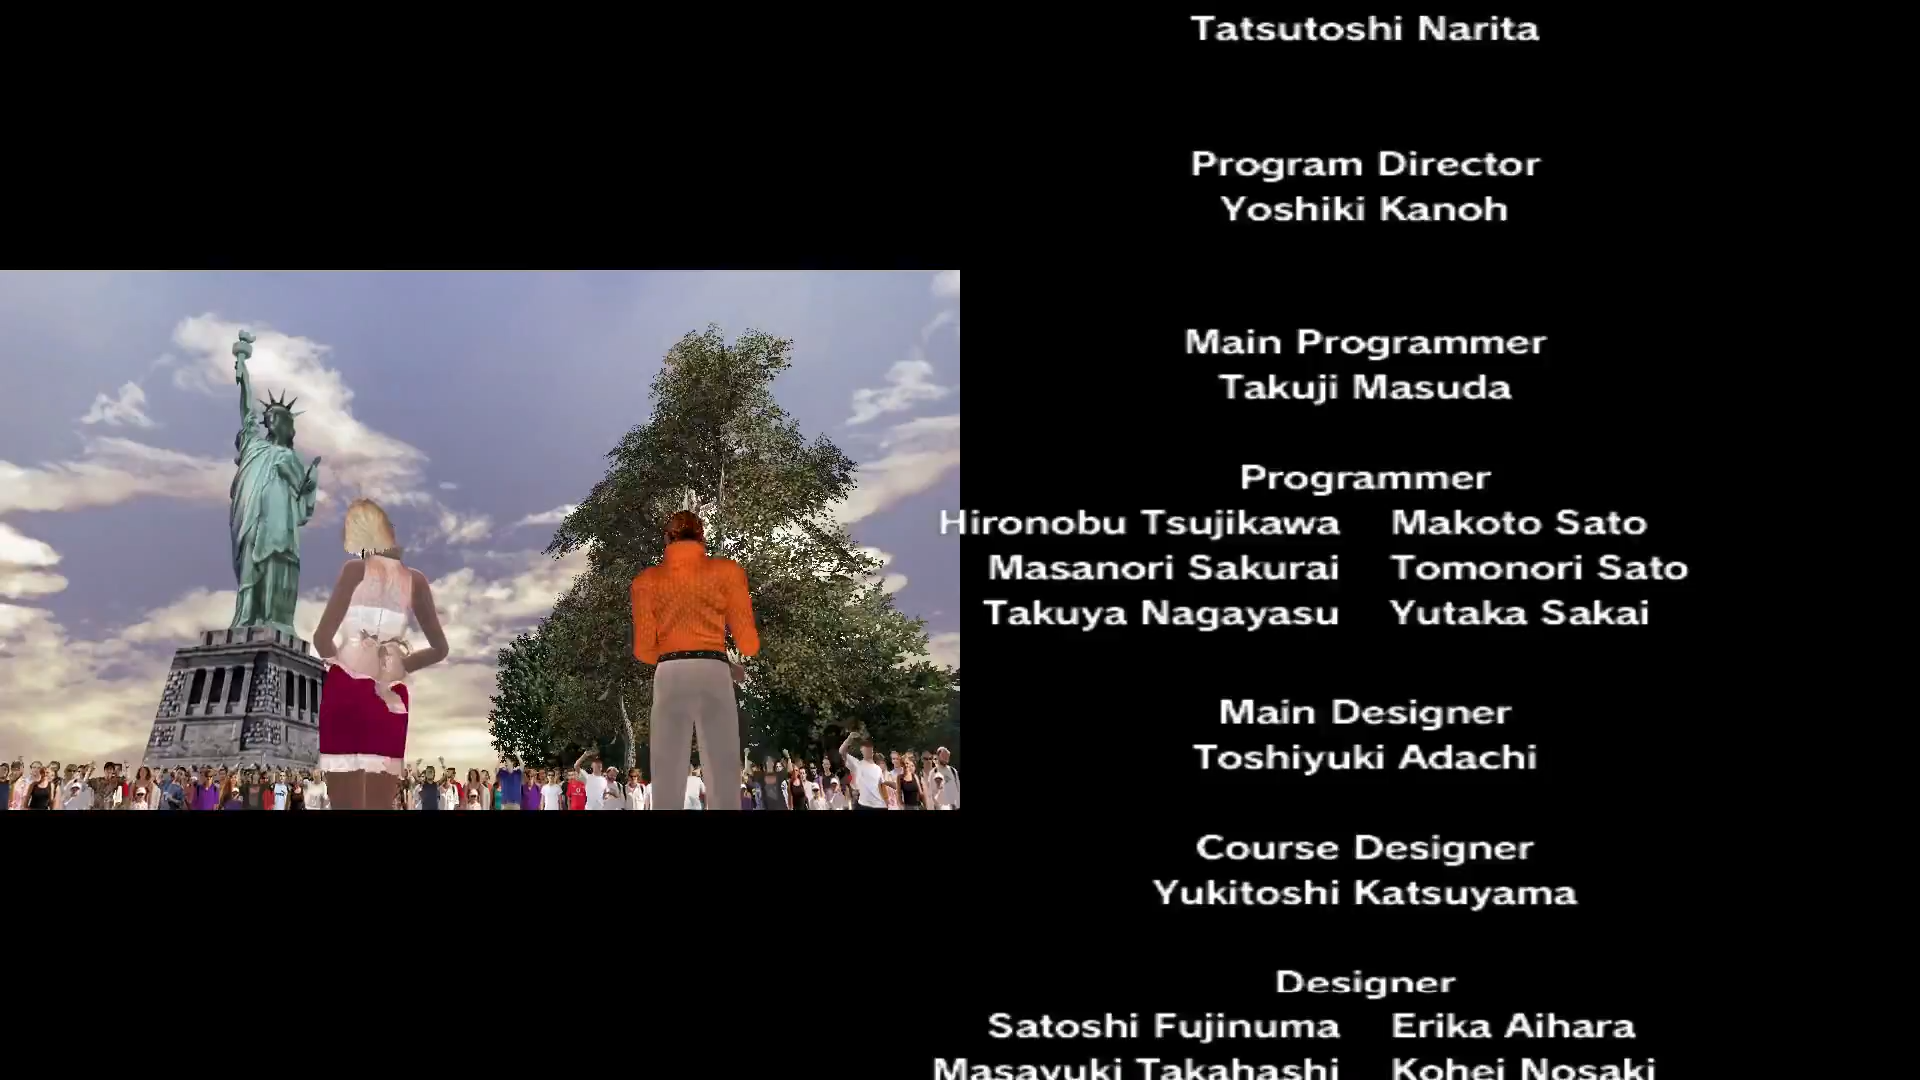 Tatsutoshi Narita
Program Director
Yoshiki Kanoh
Main Programmer
Takuji Masuda
Programmer
Hironobu Tsujikawa Makoto Sato
Masanori Sakurai Tomonori Sato
Takuya Nagayasu Yutaka Sakai
Main Designer
Toshiyuki Adachi
Course Designer
Yukitoshi Katsuyama
Designer
Satoshi Fujinuma Erika Aihara
Masayuki Takahashi Kohei Nosaki